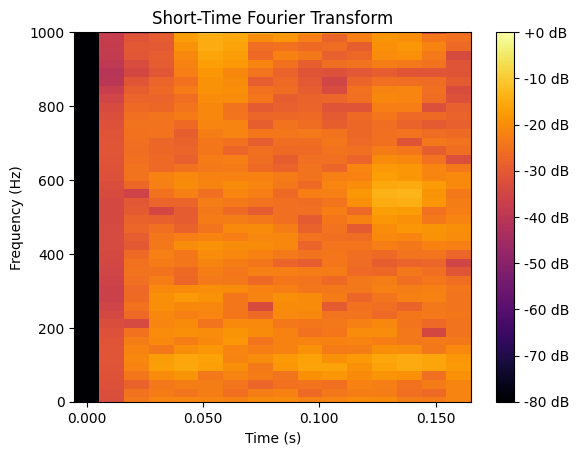 Short-Time Fourier Transform
1000
800
600
400
200
0
Frequency (Hz)
0.000
0.050
0.100
0.150
Time (s)
+0 dB
-10 dB
-20 dB
-30 dB
-40 dB
-50 dB
-60 dB
-70 dB
-80 dB